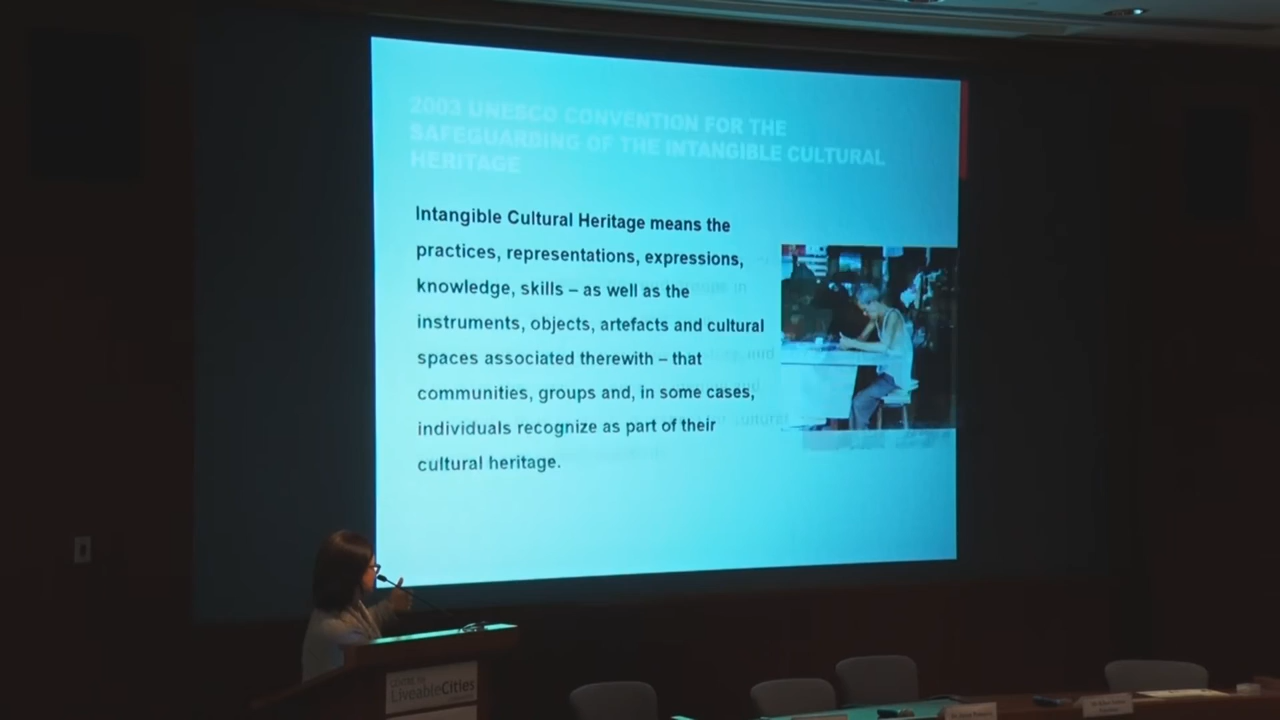 2003 UNESCO CONVENTION FOR THE
SAFEGUARDING OF THE INTANGIBLE CULTURAL
HERITAGE
Intangible Cultural Heritage means the
practices, representations, expressions,
knowledge, skills – as well as the
instruments, objects, artefacts and cultural
spaces associated therewith – that
communities, groups and, in some cases,
individuals recognize as part of their
cultural heritage.
LiveableCities